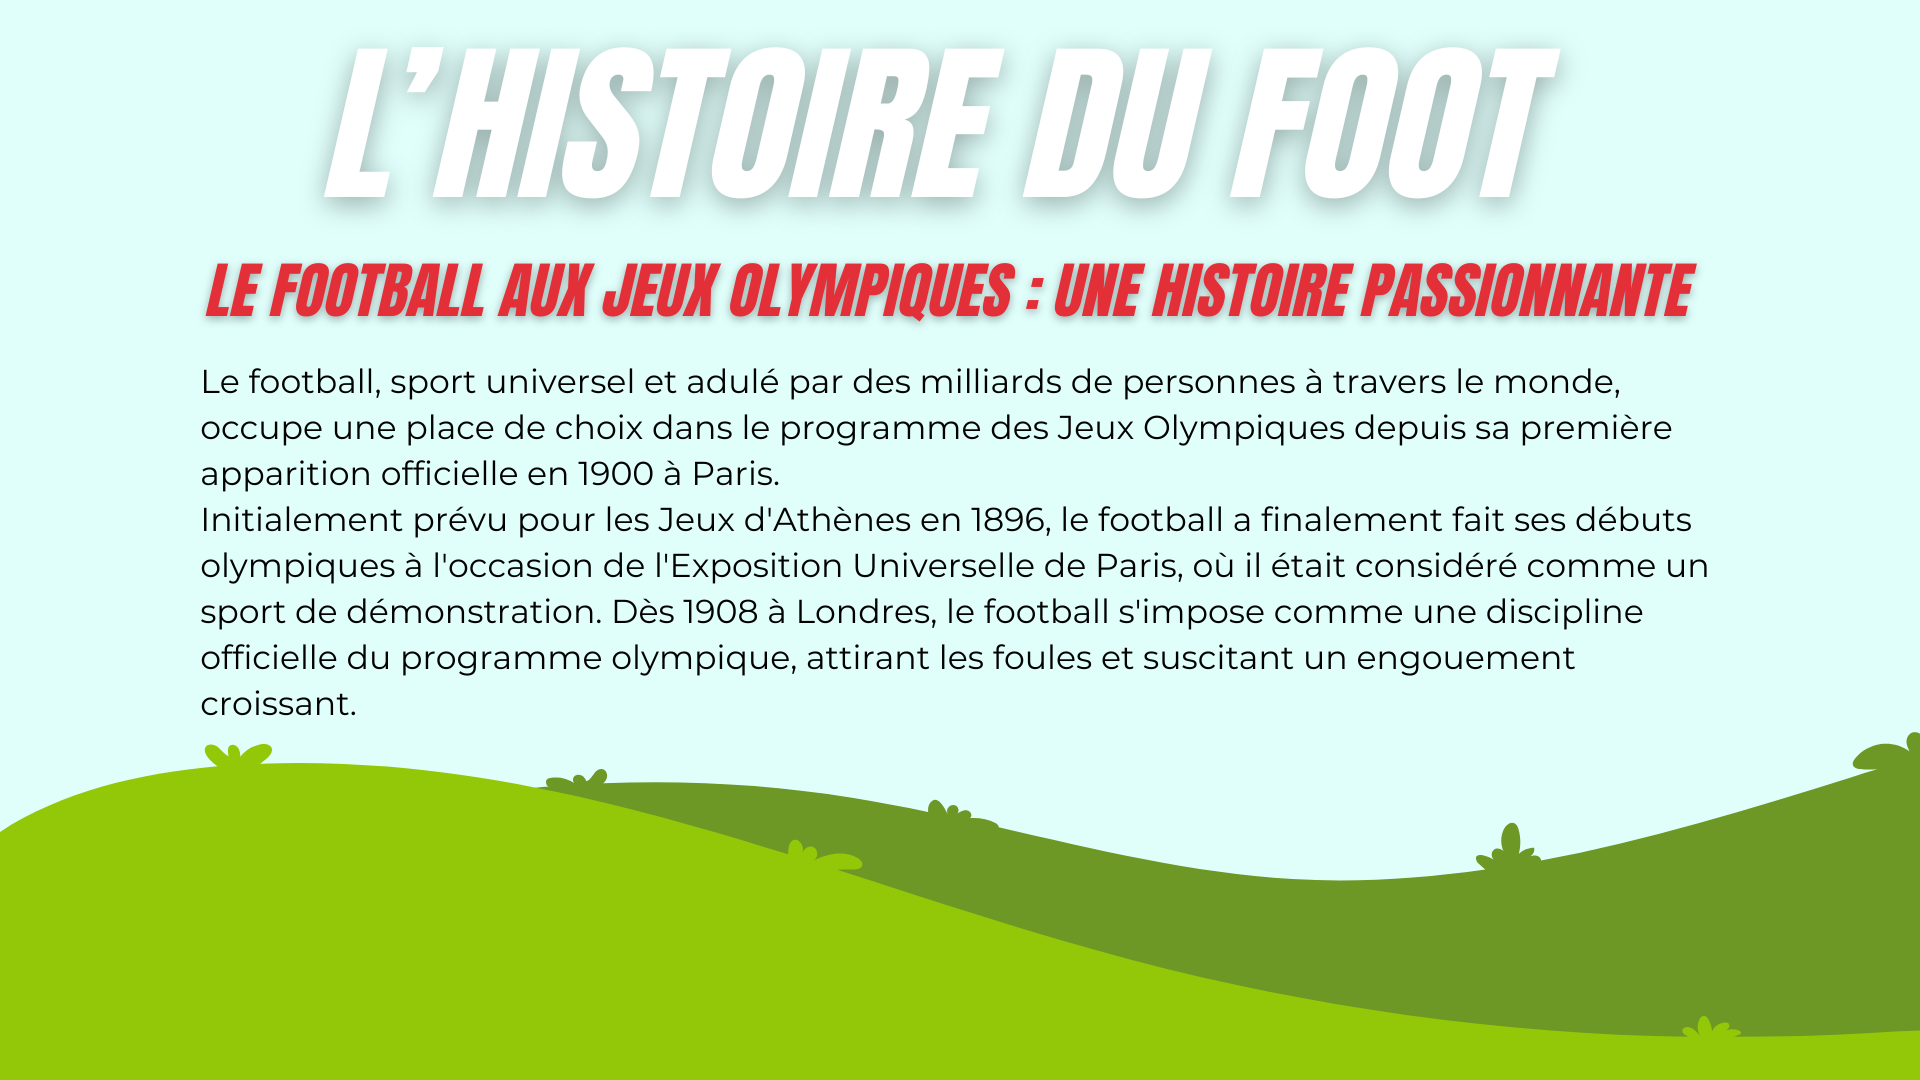 L’HISTOIRE DU FOOT
LE FOOTBALL AUX JEUX OLYMPIQUES : UNE HISTOIRE PASSIONNANTE
Le football, sport universel et adulé par des milliards de personnes à travers le monde,
occupe une place de choix dans le programme des Jeux Olympiques depuis sa première
apparition officielle en 1900 à Paris.
Initialement prévu pour les Jeux d'Athènes en 1896, le football a finalement fait ses débuts
olympiques à l'occasion de l'Exposition Universelle de Paris, où il était considéré comme un
sport de démonstration. Dès 1908 à Londres, le football s'impose comme une discipline
officielle du programme olympique, attirant les foules et suscitant un engouement
croissant.